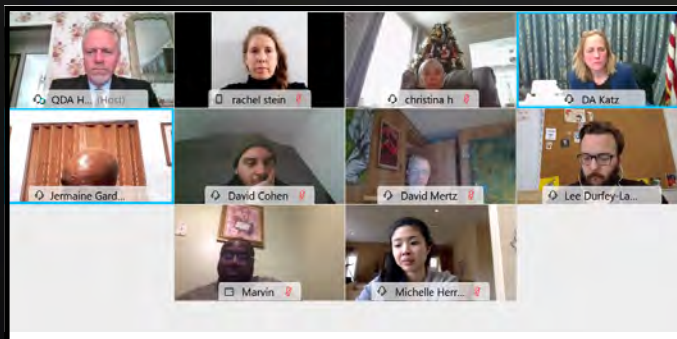 QDA H... (Host)
rachel stein
christina h
DA Katz
Jermaine Gard...
David Cohen
David Mertz
Lee Durfey-La...
Marvin
Michelle Herr...